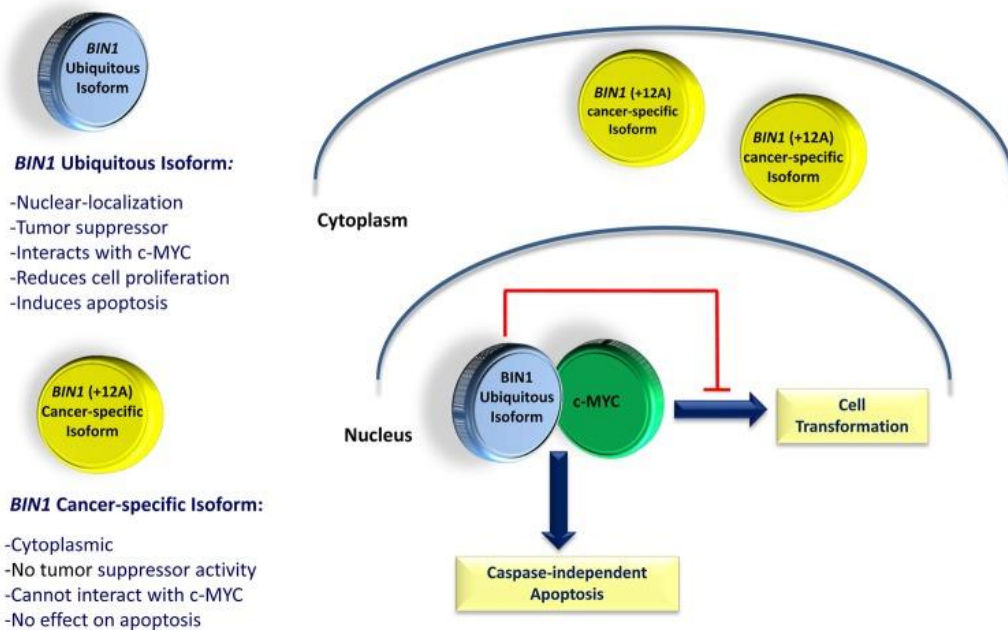 BIN1
Ubiquitous
Isoform
BIN1 Ubiquitous Isoform:
-Nuclear-localization
-Tumor suppressor
-Interacts with c-MYC
-Reduces cell proliferation
-Induces apoptosis
BIN1 (+12A)
Cancer-specific
Isoform
BIN1 Cancer-specific Isoform:
-Cytoplasmic
-No tumor suppressor activity
-Cannot interact with c-MYC
-No effect on apoptosis
BIN1 (+12A)
cancer-specific
Isoform
BIN1 (+12A)
cancer-specific
Isoform
Cytoplasm
BIN1
Ubiquitous
Isoform
c-MYC
Nucleus
Cell
Transformation
Caspase-independent
Apoptosis